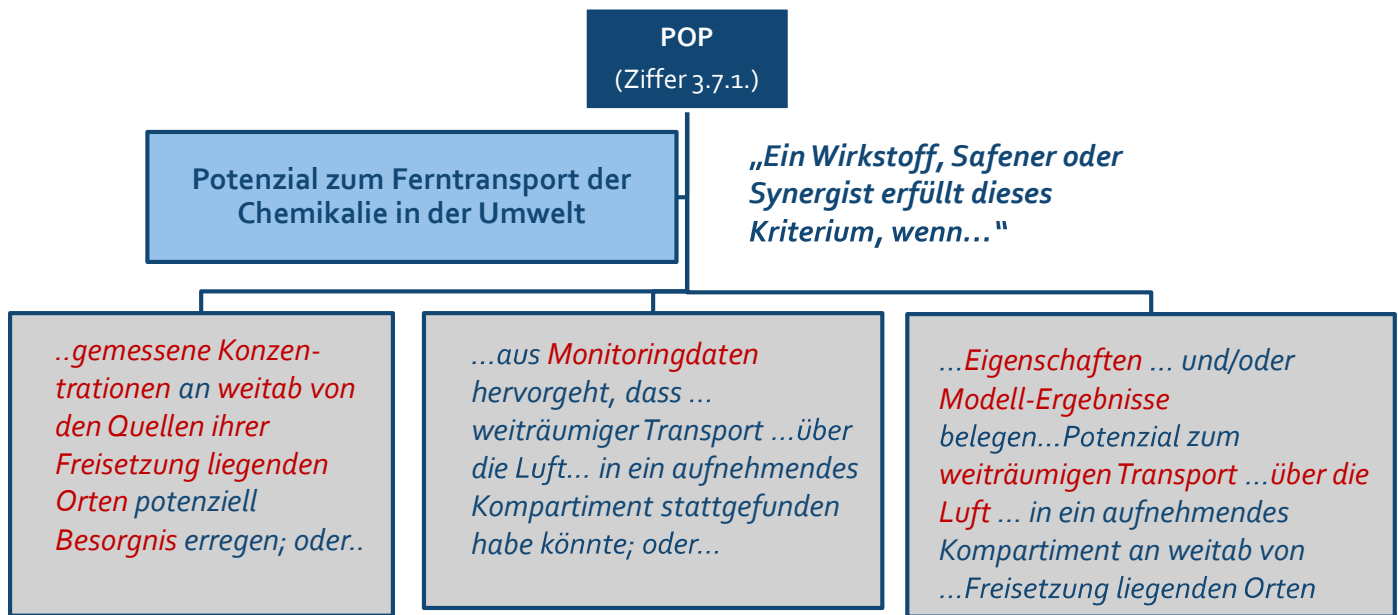 POP
(Ziffer 3.7.1.)
Potenzial zum Ferntransport der
Chemikalie in der Umwelt
„Ein Wirkstoff, Safener oder
Synergist erfüllt dieses
Kriterium, wenn…“
..gemessene Konzen-
trationen an weitab von
den Quellen ihrer
Freisetzung liegenden
Orten potenziell
Besorgnis erregen; oder..
…aus Monitoringdaten
hervorgeht, dass …
weiträumiger Transport …über
die Luft… in ein aufnehmendes
Kompartiment stattgefunden
habe könnte; oder…
…Eigenschaften … und/oder
Modell-Ergebnisse
belegen…Potenzial zum
weiträumigen Transport …über die
Luft … in ein aufnehmendes
Kompartiment an weitab von
…Freisetzung liegenden Orten